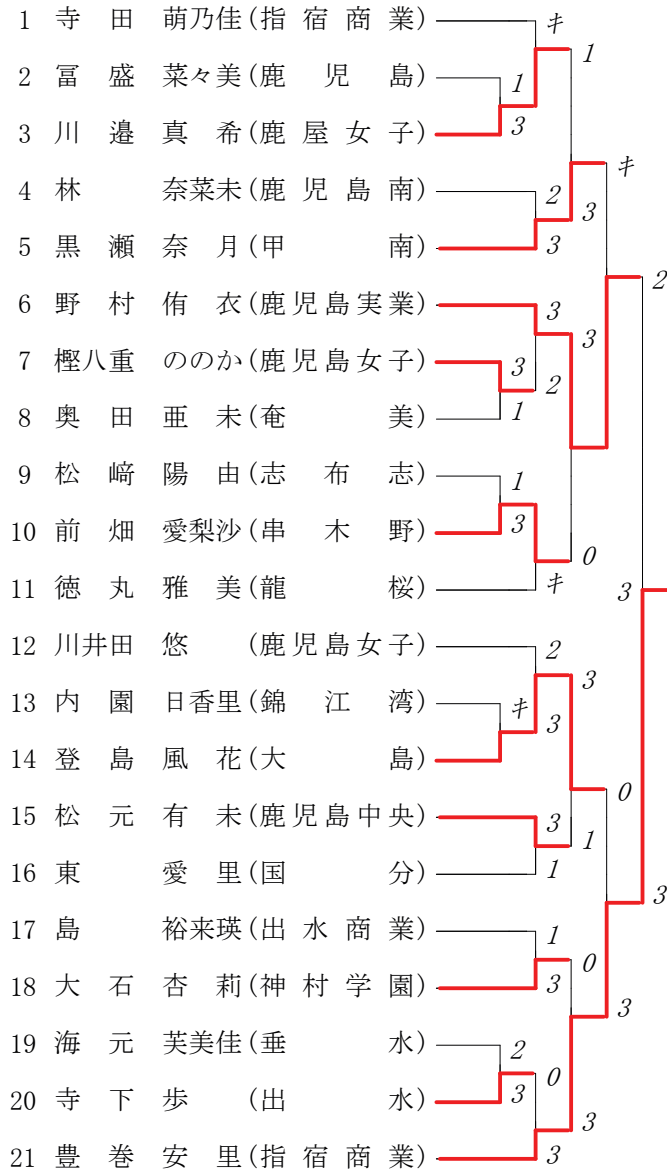 1 寺田 萌乃佳(指宿商業)
キ
1
2 冨盛 菜々美(鹿児島)
1
3 川邉 真希(鹿屋女子)
3
キ
4 林 奈菜未(鹿児島南)
2
3
5 黒瀬 奈月(甲南)
3
2
6 野村 侑衣(鹿児島実業)
3
3
7 樫八重 ののか(鹿児島女子)
3
2
8 奥田 亜未(奄美)
1
9 松﨑 陽由(志布志)
1
10 前畑 愛梨沙(串木野)
3
0
11 徳丸 雅美(龍桜)
キ
3
12 川井田 悠(鹿児島女子)
2
3
13 内園 日香里(錦江湾)
キ
3
14 登島 風花(大島)
0
15 松元 有未(鹿児島中央)
3
1
16 東 愛里(国分)
1
3
17 島 裕来瑛(出水商業)
1
0
18 大石 杏莉(神村学園)
3
3
19 海元 芙美佳(垂水)
2
0
20 寺下 歩(出水)
3
3
21 豊巻 安里(指宿商業)
3